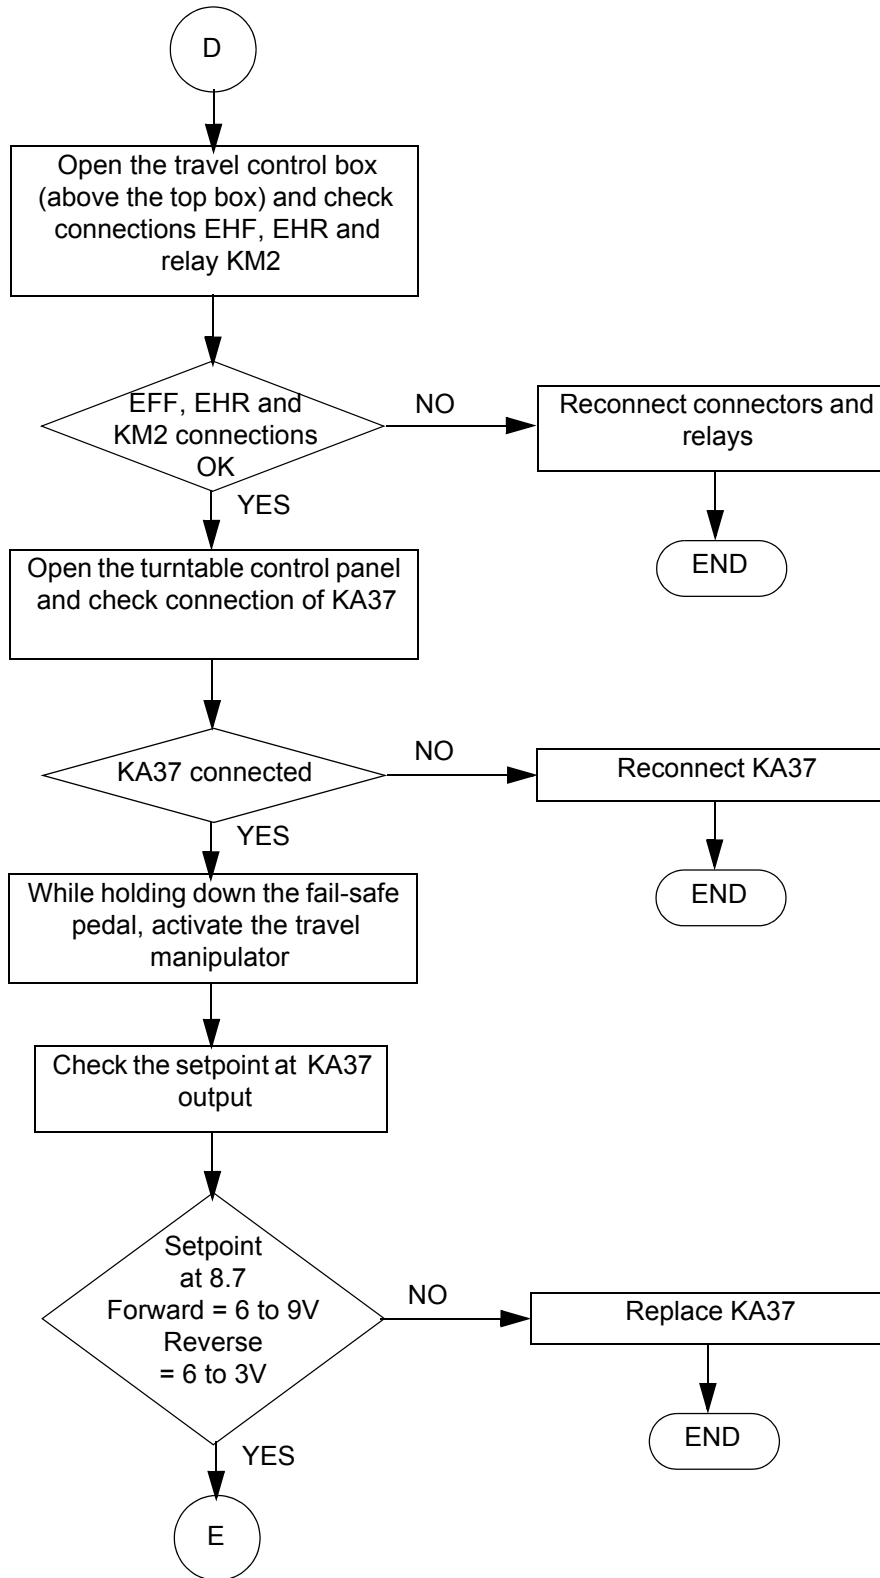 D
Open the travel control box
(above the top box) and check
connections EHF, EHR and
relay KM2
EFF, EHR and
KM2 connections
OK
NO
Reconnect connectors and
relays
END
YES
Open the turntable control panel
and check connection of KA37
KA37 connected
NO
Reconnect KA37
END
YES
While holding down the fail-safe
pedal, activate the travel
manipulator
Check the setpoint at KA37
output
Setpoint
at 8.7
Forward = 6 to 9V
Reverse
= 6 to 3V
NO
Replace KA37
END
YES
E